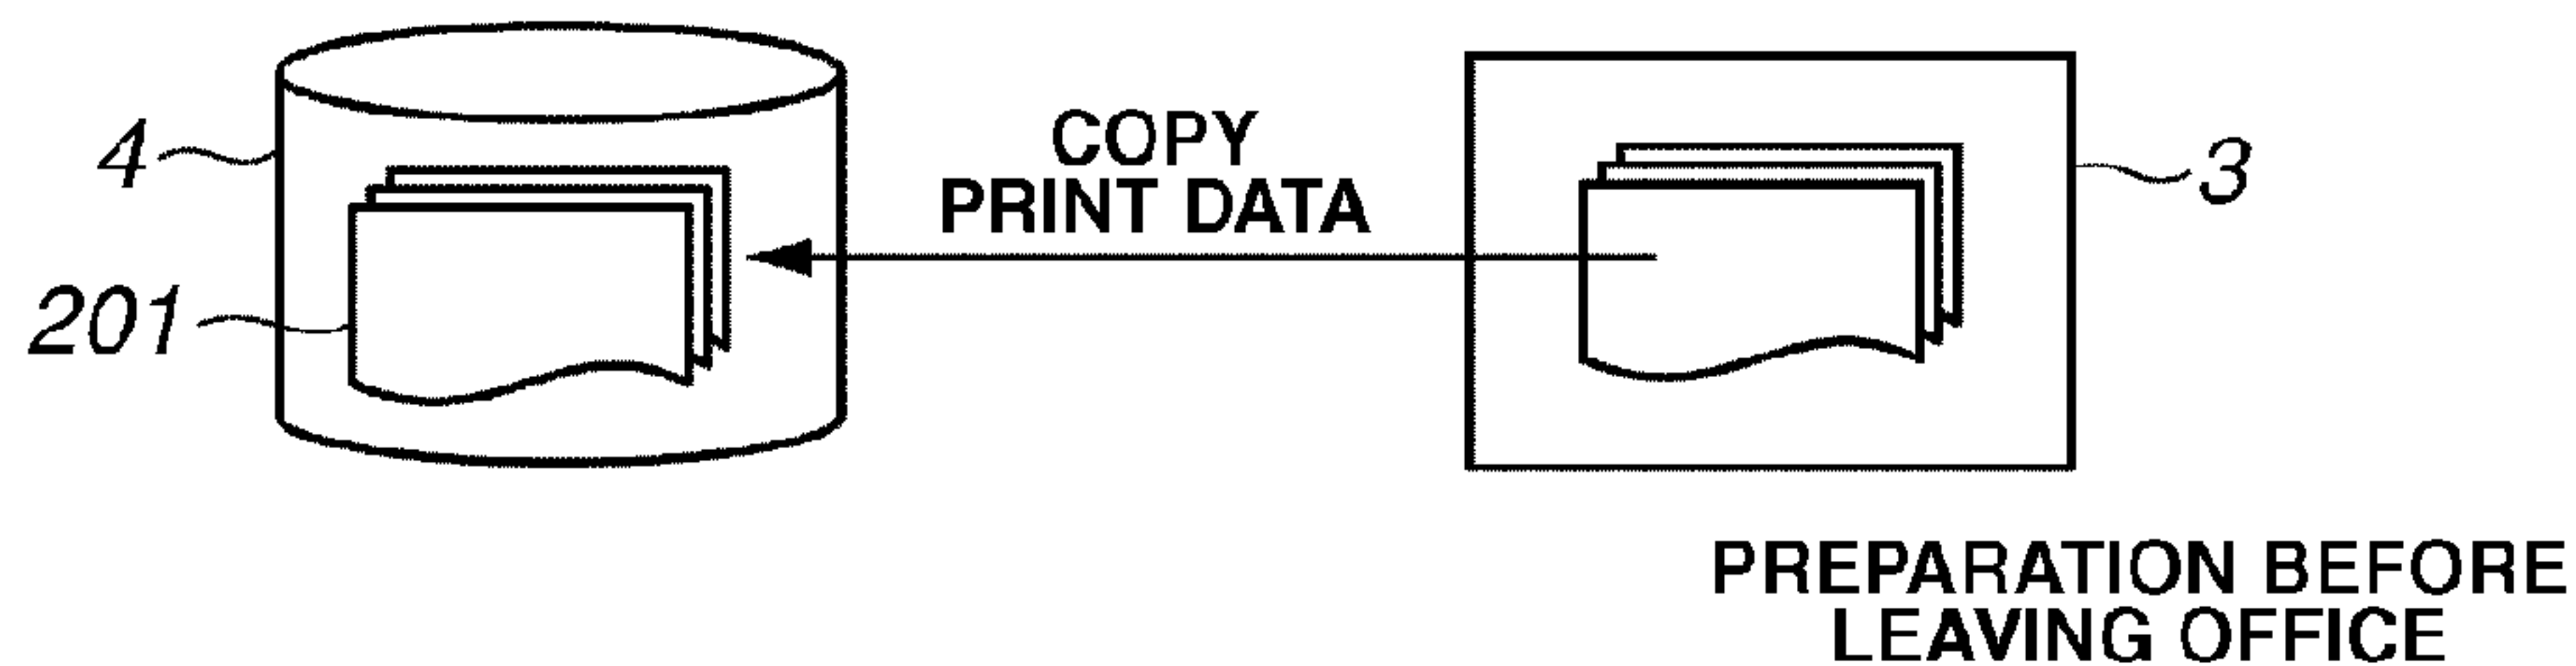 4
COPY
PRINT DATA
3
201
PREPARATION BEFORE
LEAVING OFFICE